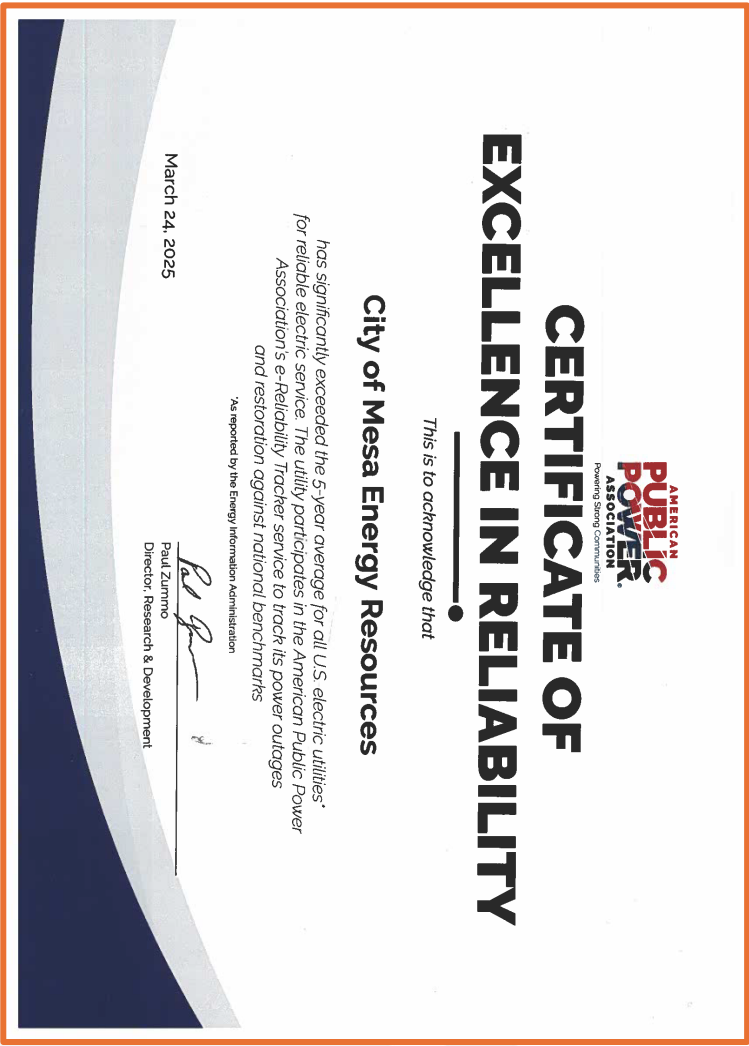 AMERICAN
PUBLIC
POWER®
ASSOCIATION
Powering Strong Communities
CERTIFICATE OF
EXCELLENCE IN RELIABILITY
This is to acknowledge that
City of Mesa Energy Resources
has significantly exceeded the 5-year average for all U.S. electric utilities*
for reliable electric service. The utility participates in the American Public Power
Association's e-Reliability Tracker service to track its power outages
and restoration against national benchmarks
*As reported by the Energy Information Administration
March 24, 2025
Paul Zummo
Director, Research & Development